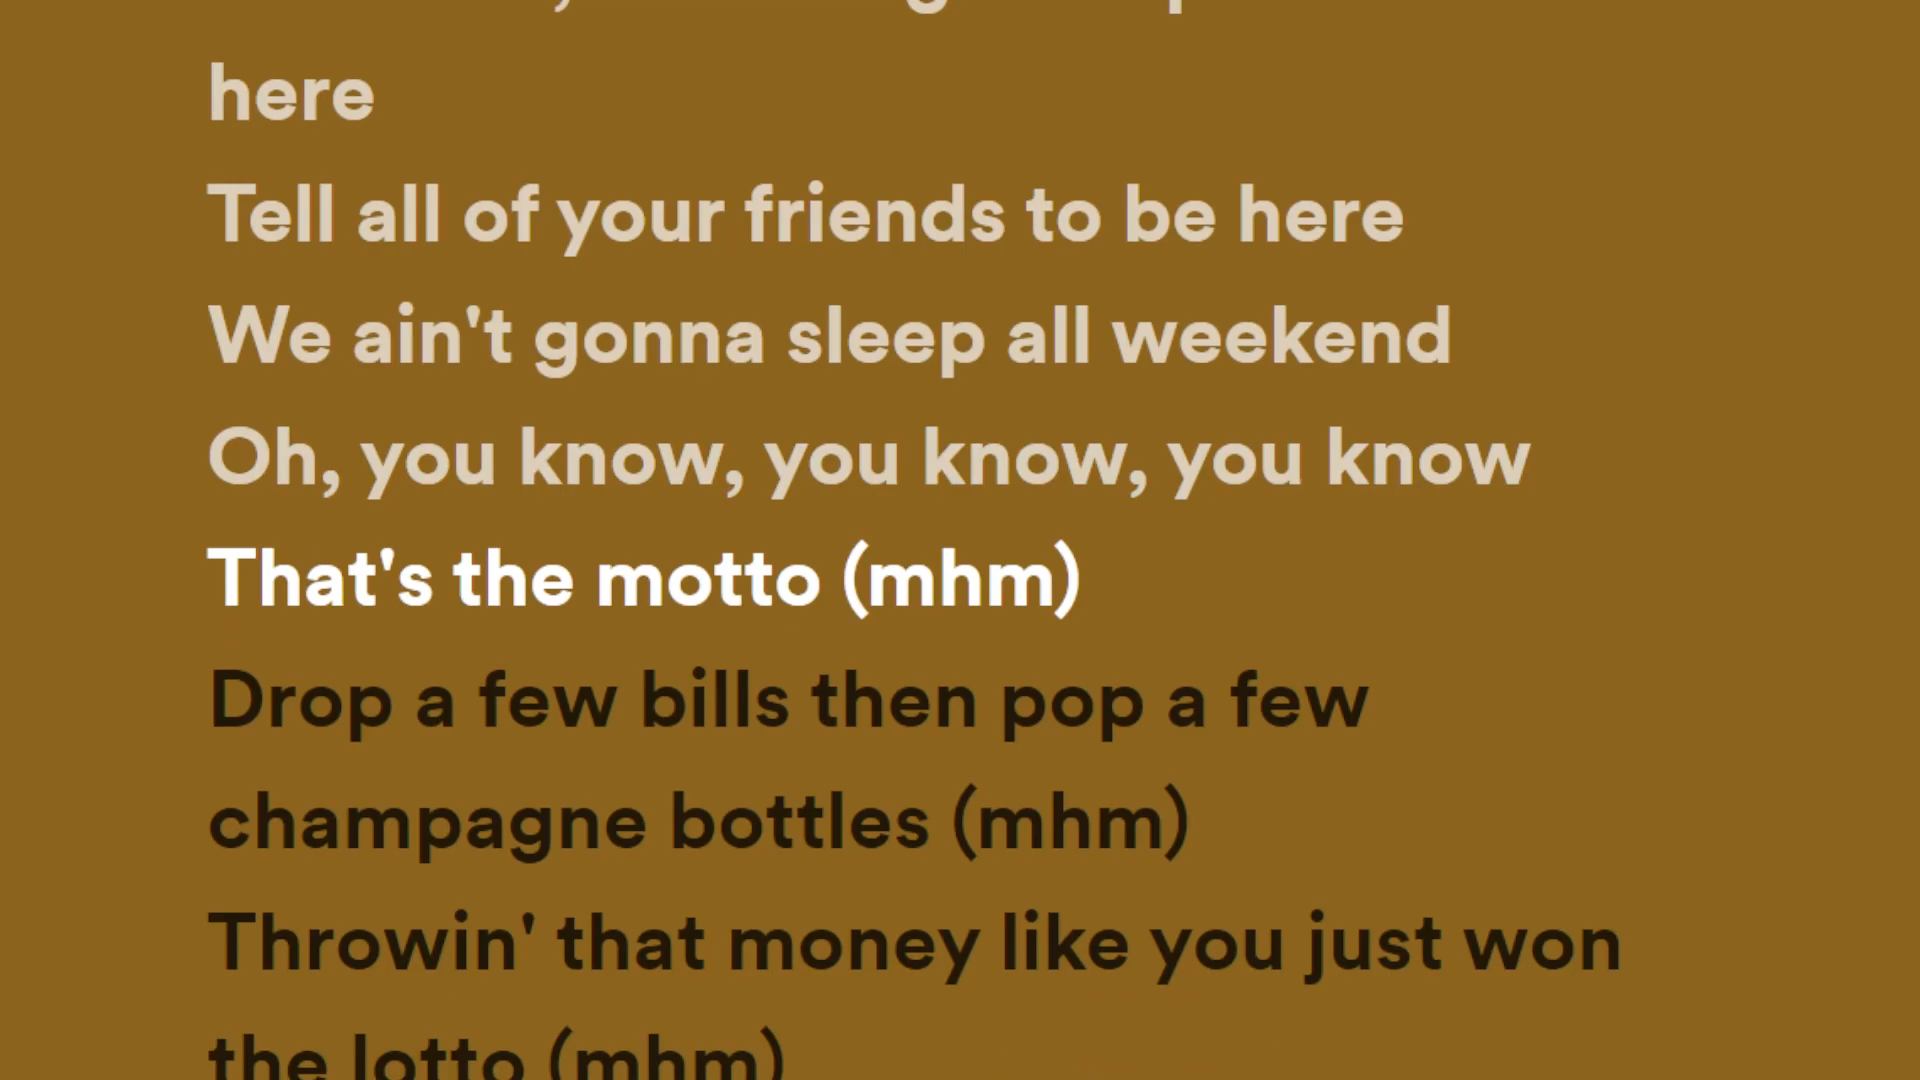 here
Tell all of your friends to be here
We ain't gonna sleep all weekend
Oh, you know, you know, you know
That's the motto (mhm)
Drop a few bills then pop a few
champagne bottles (mhm)
Throwin' that money like you just won
the lotto (mhm)